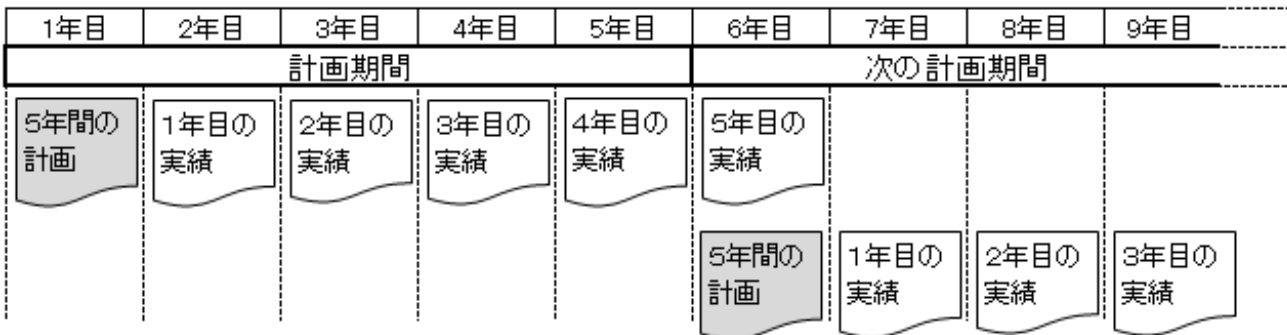 1年目 2年目 3年目 4年目 5年目 6年目 7年目 8年目 9年目
計画期間 次の計画期間
5年間の
計画
1年目の
実績
2年目の
実績
3年目の
実績
4年目の
実績
5年目の
実績
5年間の
計画
1年目の
実績
2年目の
実績
3年目の
実績